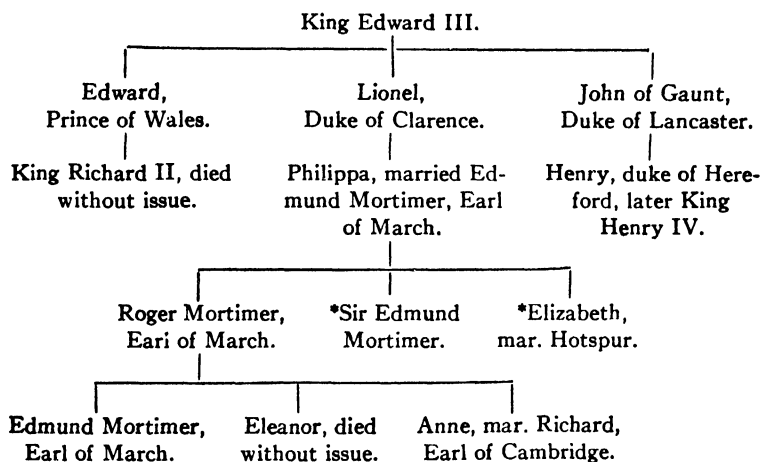 King Edward III.
Edward,
Prince of Wales.
Lionel,
Duke of Clarence.
John of Gaunt,
Duke of Lancaster.
King Richard II, died
without issue.
Philippa, married Ed-
mund Mortimer, Earl
of March.
Henry, duke of Here-
ford, later King
Henry IV.
Roger Mortimer,
Eari of March.
*Sir Edmund
Mortimer.
*Elizabeth,
mar. Hotspur.
Edmund Mortimer,
Earl of March.
Eleanor, died
without issue.
Anne, mar. Richard,
Earl of Cambridge.